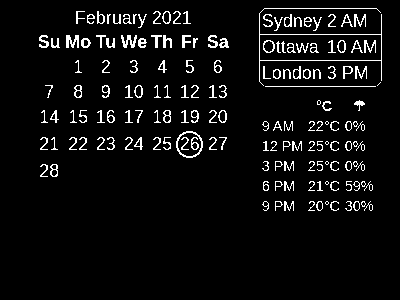 February 2021
Su Mo Tu We Th Fr Sa
1 2 3 4 5 6
7 8 9 10 11 12 13
14 15 16 17 18 19 20
21 22 23 24 25 26 27
28
Sydney 2 AM
Ottawa 10 AM
London 3 PM
°C ☂
9 AM 22°C 0%
12 PM 25°C 0%
3 PM 25°C 0%
6 PM 21°C 59%
9 PM 20°C 30%